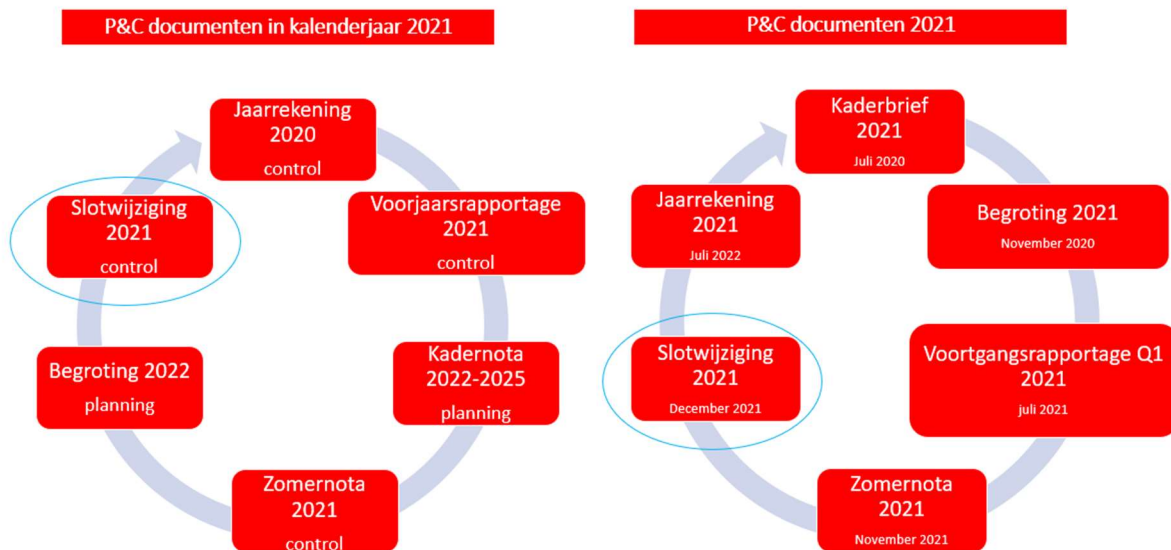 P&C documenten in kalenderjaar 2021
Jaarrekening
2020
control
Voorjaarsrapportage
2021
control
Kadernota
2022-2025
planning
Zomernota
2021
control
Begroting 2022
planning
Slotwijziging
2021
control
P&C documenten 2021
Kaderbrief
2021
Juli 2020
Begroting 2021
November 2020
Voortgangsrapportage Q1
2021
juli 2021
Zomernota
2021
November 2021
Slotwijziging
2021
December 2021
Jaarrekening
2021
Juli 2022